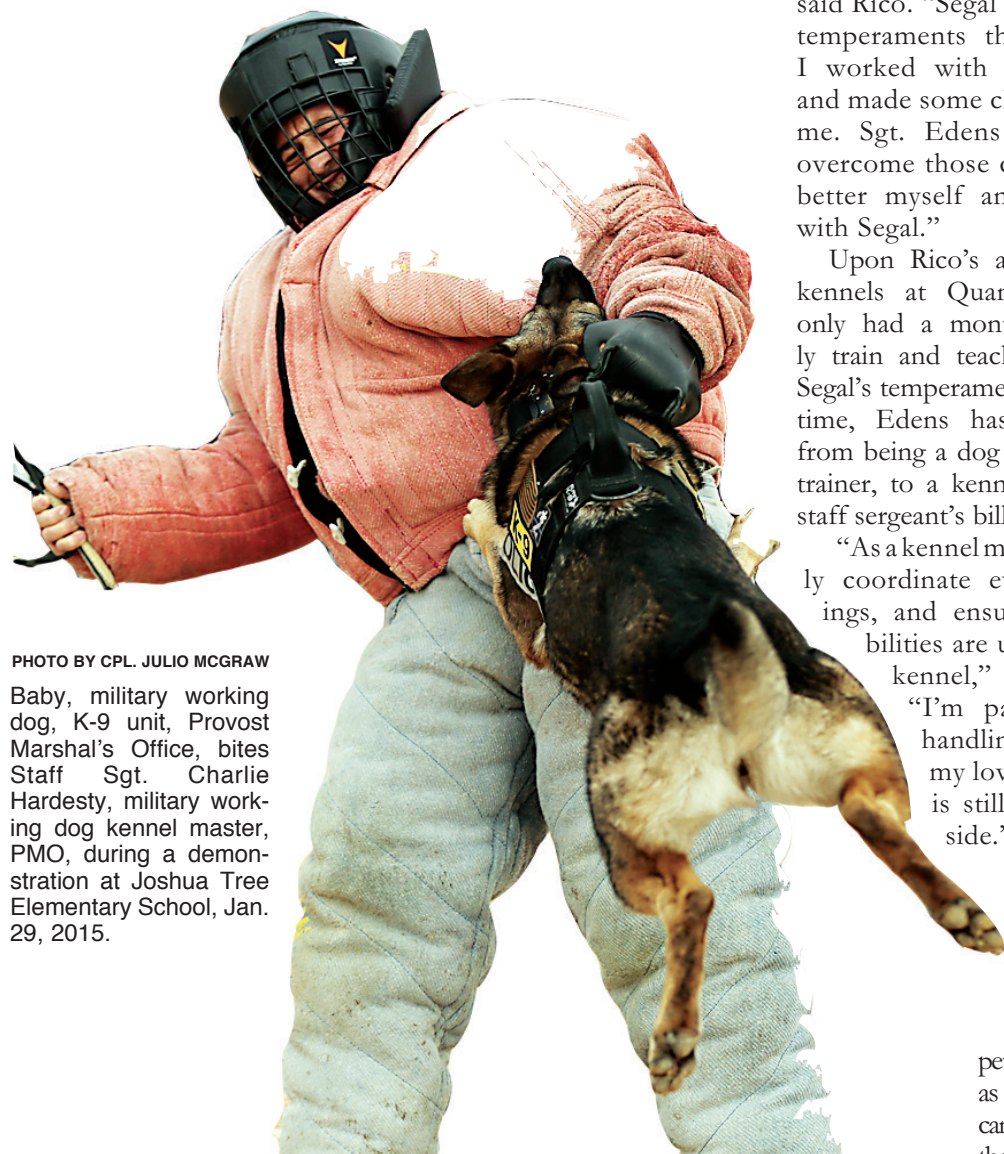 PHOTO BY CPL. JULIO MCGRAW
Baby, military working
dog, K-9 unit, Provost
Marshal's Office, bites
Staff Sgt. Charlie
Hardesty, military work-
ing dog kennel master,
PMO, during a demon-
stration at Joshua Tree
Elementary School, Jan.
29, 2015.
said Rico. “Segal
temperaments th
I worked with
and made some c
me. Sgt. Edens
overcome those
better myself an
with Segal.”
Upon Rico’s a
kennels at Quan
only had a mon
ly train and teac
Segal’s temperame
time, Edens has
from being a dog
trainer, to a kenn
staff sergeant’s bil
“As a kennel m
ly coordinate e
ings, and ensu
bilities are u
kennel,”
“I’m pa
handlin
my lov
is still
side.”
pe
as
ca
K-9